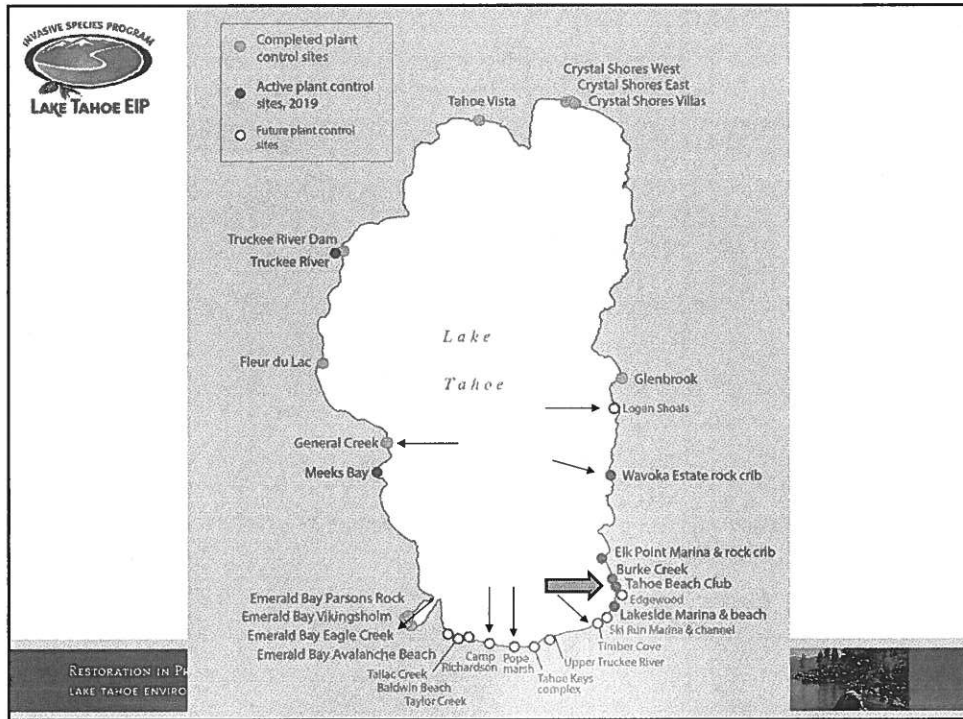 INVASIVE SPECIES PROGRAM
LAKE TAHOE EIP
Completed plant
control sites
Active plant control
sites, 2019
Future plant control
sites
Crystal Shores West
Crystal Shores East
Crystal Shores Villas
Tahoe Vista
Truckee River Dam
Truckee River
Lake
Tahoe
Fleur du Lac
Glenbrook
Logan Shoals
General Creek
Meeks Bay
Wavoka Estate rock crib
Elk Point Marina & rock crib
Burke Creek
Tahoe Beach Club
Edgewood
Lakeside Marina & beach
Ski Run Marina & channel
Timber Cove
Upper Truckee River
Tahoe Keys
complex
Pope
marsh
Camp
Richardson
Emerald Bay Parsons Rock
Emerald Bay Vikingsholm
Emerald Bay Eagle Creek
Emerald Bay Avalanche Beach
Tallac Creek
Baldwin Beach
Taylor Creek
RESTORATION IN PR
LAKE TAHOE ENVIRO